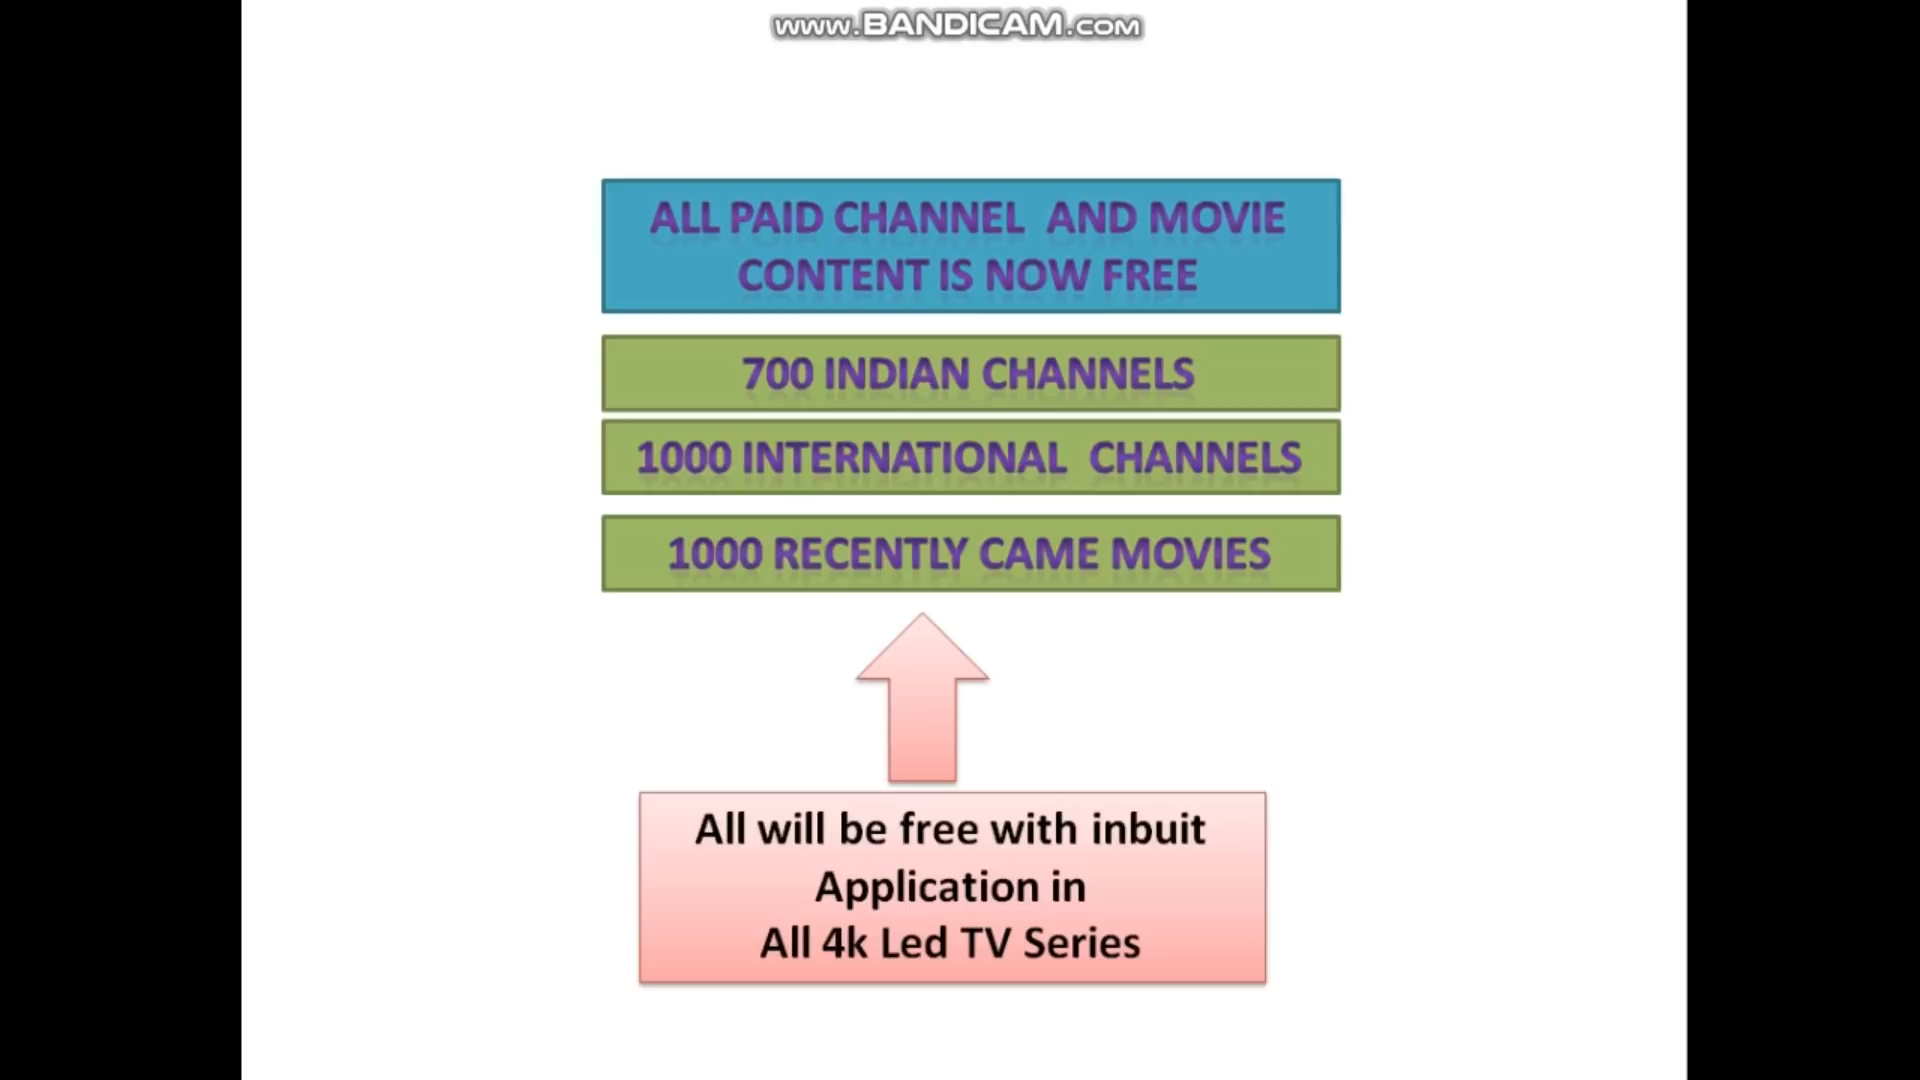 www.BANDICAM.com
ALL PAID CHANNEL AND MOVIE
CONTENT IS NOW FREE
700 INDIAN CHANNELS
1000 INTERNATIONAL CHANNELS
1000 RECENTLY CAME MOVIES
All will be free with inbuit
Application in
All 4k Led TV Series